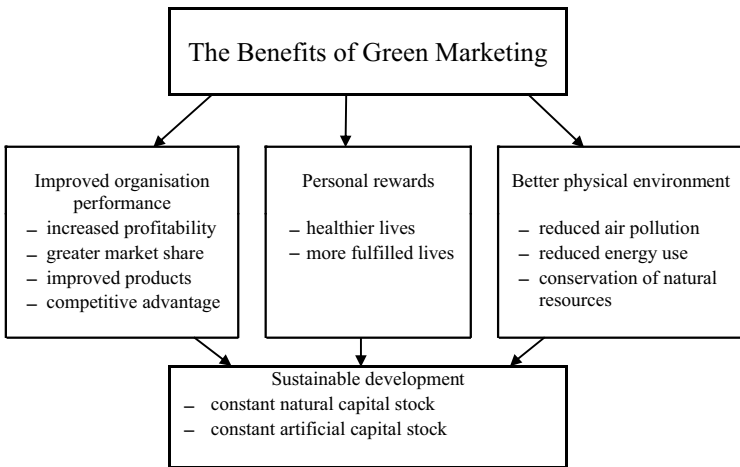 The Benefits of Green Marketing
Improved organisation
performance
– increased profitability
– greater market share
– improved products
– competitive advantage
Personal rewards
– healthier lives
– more fulfilled lives
Better physical environment
– reduced air pollution
– reduced energy use
– conservation of natural
resources
Sustainable development
– constant natural capital stock
– constant artificial capital stock